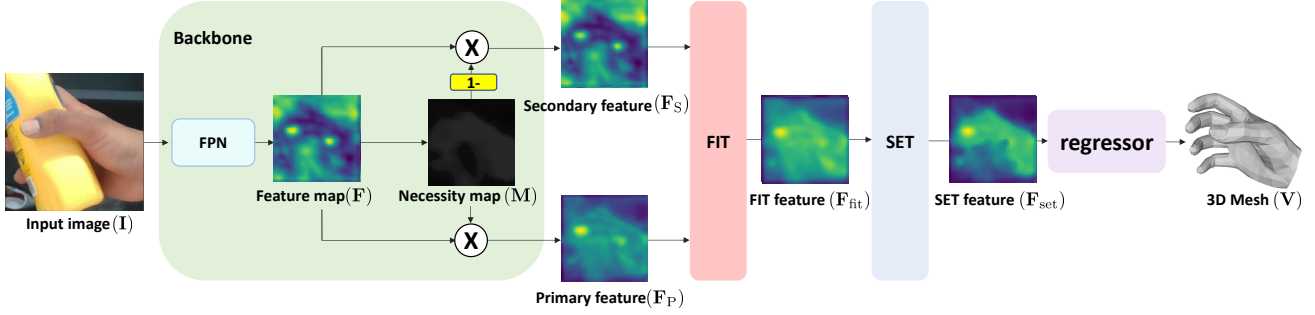 Backbone
X
1-
Secondary feature (F_S)
FPN
FIT
SET
regressor
Feature map(F)
Necessity map (M)
FIT feature (F_fit)
SET feature (F_set)
3D Mesh (V)
Input image (I)
X
Primary feature(F_P)